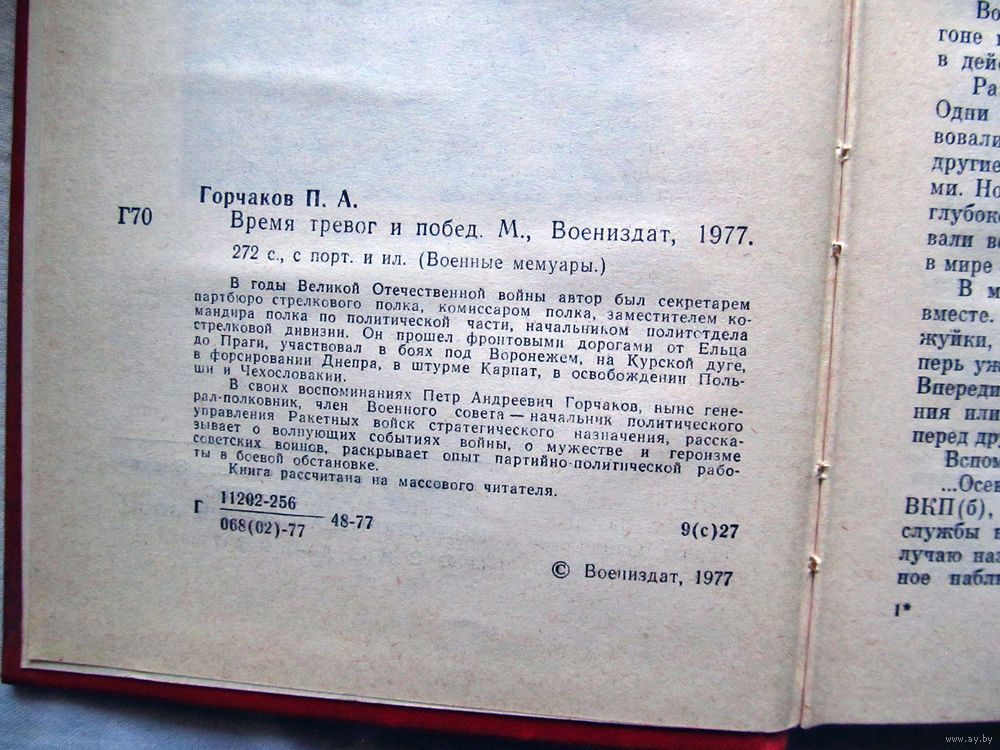 Горчаков П. А.
Г70
Время тревог и побед. М., Воениздат, 1977.
272 с., с порт. и ил. (Военные мемуары.)
В годы Великой Отечественной войны автор был секретарем
партбюро стрелкового полка, комиссаром полка, заместителем ко-
мандира полка по политической части, начальником политотдела
стрелковой дивизии. Он прошел фронтовыми дорогами от Ельца
до Праги, участвовал в боях под Воронежем, на Курской дуге,
в форсировании Днепра, в штурме Карпат, в освобождении Поль-
ши и Чехословакии.
В своих воспоминаниях Петр Андреевич Горчаков, ныне гене-
рал-полковник, член Военного совета — начальник политического
управления Ракетных войск стратегического назначения, расска-
зывает о волнующих событиях войны, о мужестве и героизме
советских воинов, раскрывает опыт партийно-политической рабо-
ты в боевой обстановке.
Книга рассчитана на массового читателя.
Г 11202-256
068(02)-77 48-77
9(с)27
© Воениздат, 1977
Во
гоне
в дей
Ра
Одни
вовали
другие
ми. Но
глубок
вали в
в мире
В м
вместе.
жуйки,
перь уж
Впереди
ния или
перед др
Вспом
...Осен
ВКП(б),
службы в
лучаю наз
ное набл
1*
www.ay.by